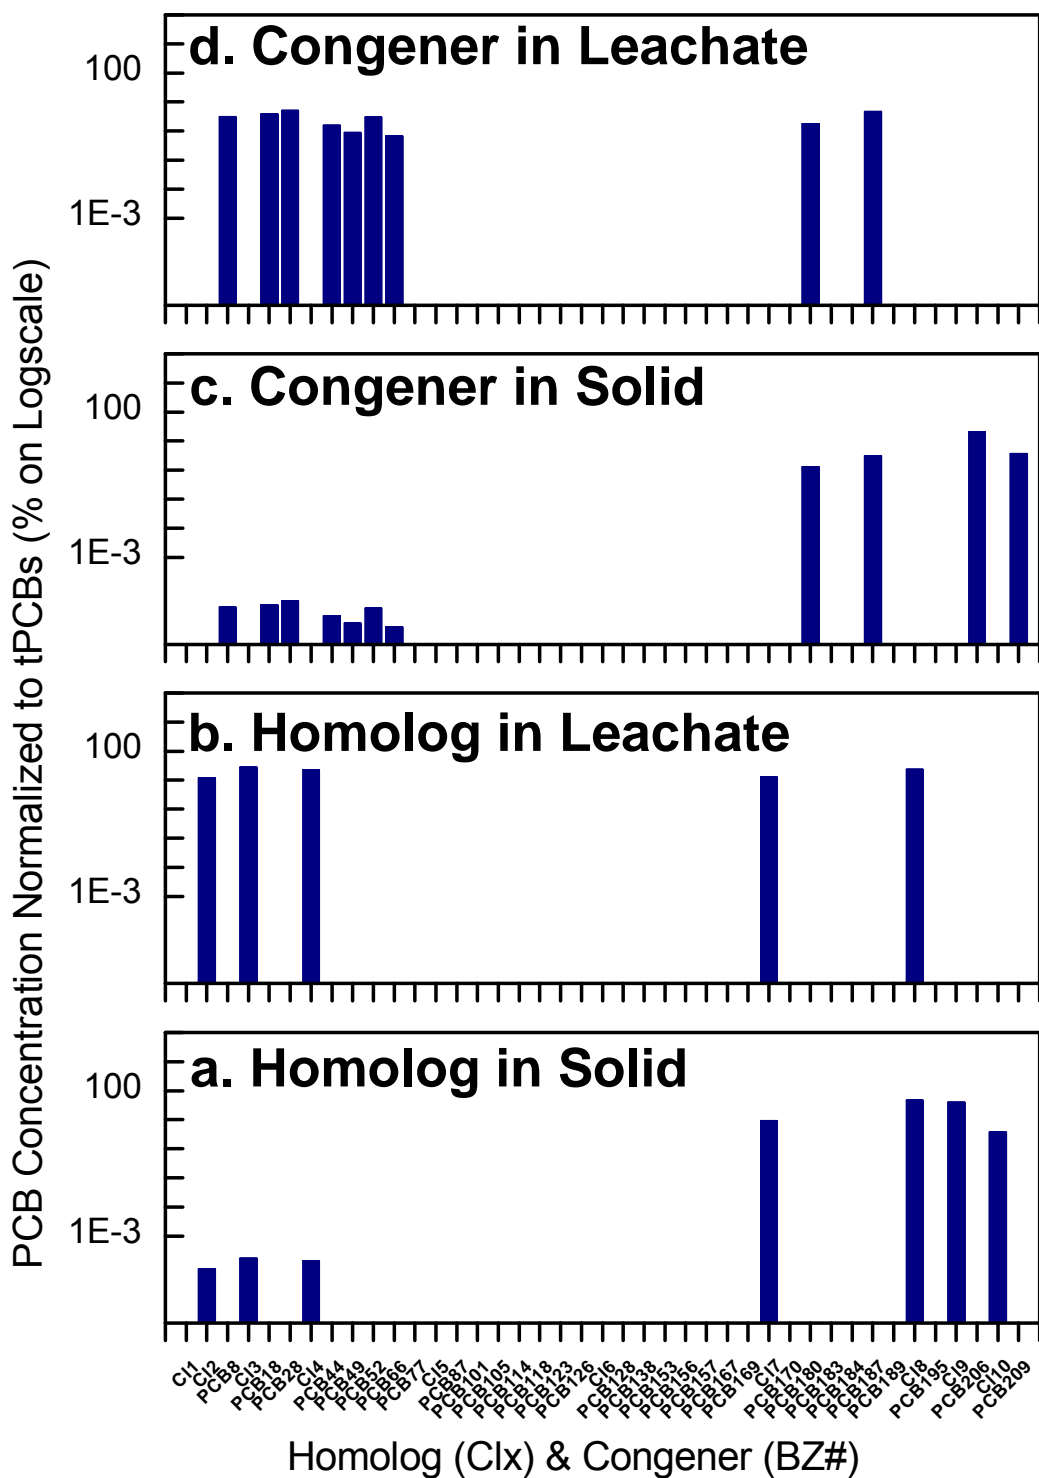 PCB Concentration Normalized to tPCBs (% on Logscale)
d. Congener in Leachate
100
1E-3
c. Congener in Solid
100
1E-3
b. Homolog in Leachate
100
1E-3
a. Homolog in Solid
100
1E-3
Cl1
Cl2
PCB8
Cl3
PCB18
PCB28
Cl4
PCB44
PCB49
PCB52
PCB66
PCB77
Cl5
PCB87
PCB101
PCB105
PCB114
PCB118
PCB123
PCB126
Cl6
PCB128
PCB138
PCB153
PCB156
PCB157
PCB167
PCB169
Cl7
PCB170
PCB180
PCB183
PCB184
PCB187
PCB189
Cl8
PCB195
Cl9
PCB206
Cl10
PCB209
Homolog (Clx) & Congener (BZ#)